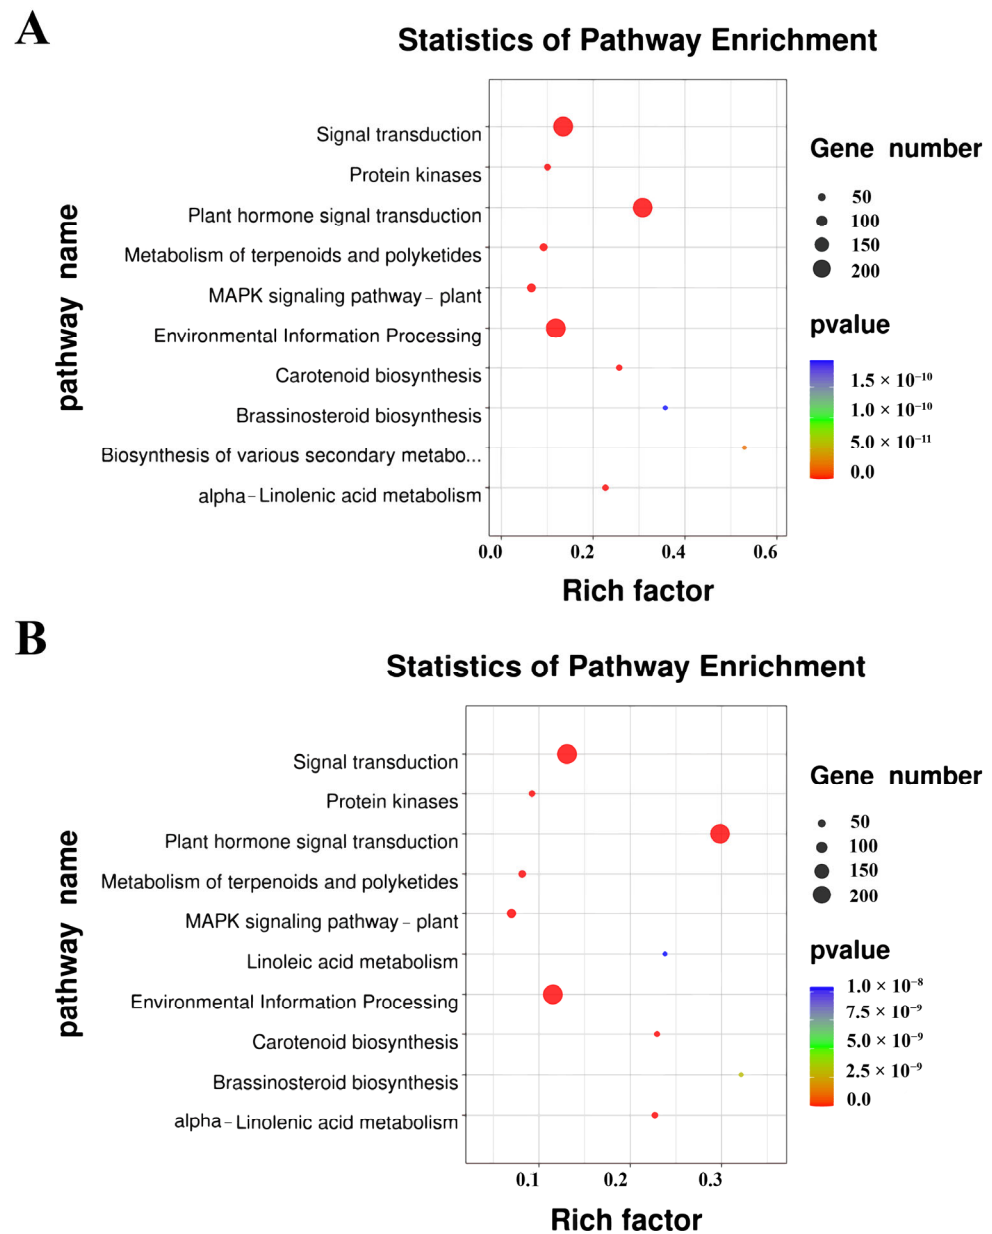 A
Statistics of Pathway Enrichment
pathway name
Signal transduction
Protein kinases
Plant hormone signal transduction
Metabolism of terpenoids and polyketides
MAPK signaling pathway - plant
Environmental Information Processing
Carotenoid biosynthesis
Brassinosteroid biosynthesis
Biosynthesis of various secondary metabo...
alpha-Linolenic acid metabolism
0.0 0.2 0.4 0.6
Rich factor
Gene number
50
100
150
200
pvalue
1.5 × 10⁻¹⁰
1.0 × 10⁻¹⁰
5.0 × 10⁻¹¹
0.0
B
Statistics of Pathway Enrichment
pathway name
Signal transduction
Protein kinases
Plant hormone signal transduction
Metabolism of terpenoids and polyketides
MAPK signaling pathway - plant
Linoleic acid metabolism
Environmental Information Processing
Carotenoid biosynthesis
Brassinosteroid biosynthesis
alpha-Linolenic acid metabolism
0.1 0.2 0.3
Rich factor
Gene number
50
100
150
200
pvalue
1.0 × 10⁻⁸
7.5 × 10⁻⁹
5.0 × 10⁻⁹
2.5 × 10⁻⁹
0.0